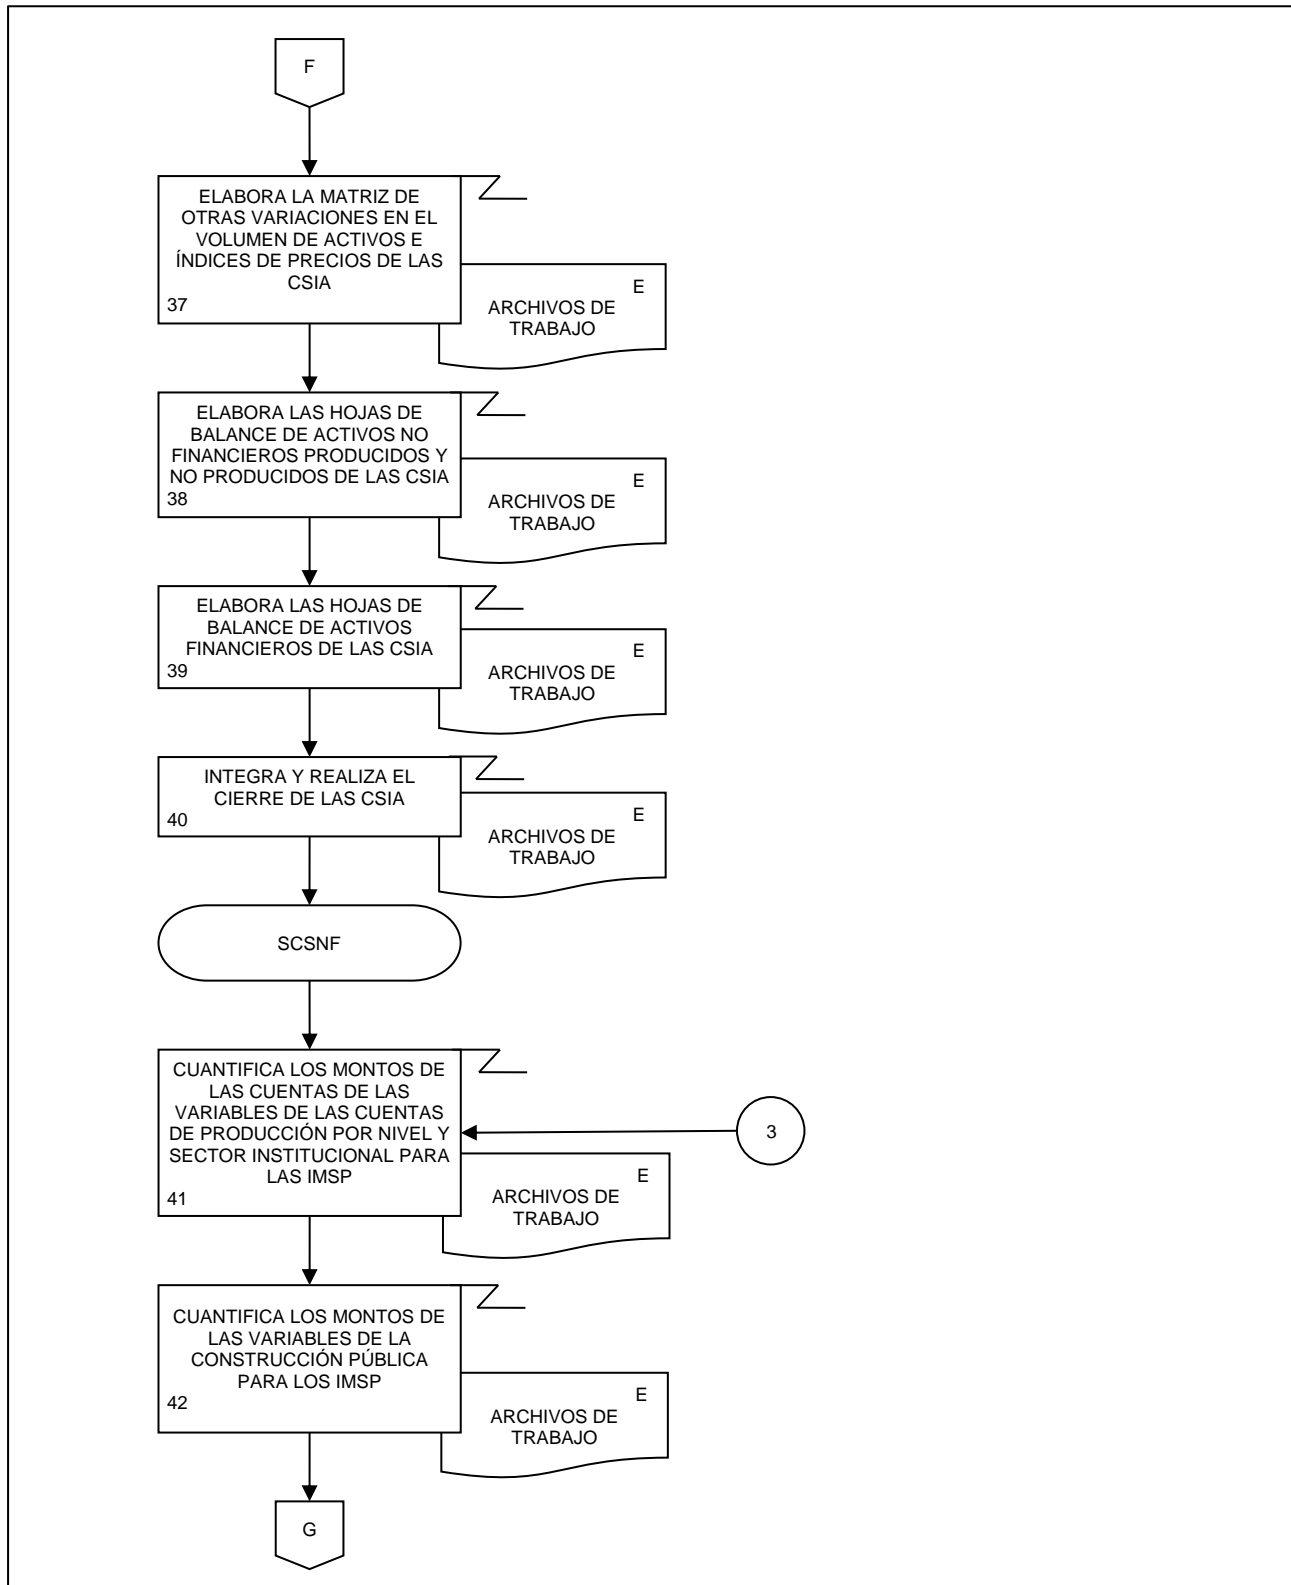 F
ELABORA LA MATRIZ DE
OTRAS VARIACIONES EN EL
VOLUMEN DE ACTIVOS E
ÍNDICES DE PRECIOS DE LAS
CSIA
37
E
ARCHIVOS DE
TRABAJO
ELABORA LAS HOJAS DE
BALANCE DE ACTIVOS NO
FINANCIEROS PRODUCIDOS Y
NO PRODUCIDOS DE LAS CSIA
38
E
ARCHIVOS DE
TRABAJO
ELABORA LAS HOJAS DE
BALANCE DE ACTIVOS
FINANCIEROS DE LAS CSIA
39
E
ARCHIVOS DE
TRABAJO
INTEGRA Y REALIZA EL
CIERRE DE LAS CSIA
40
E
ARCHIVOS DE
TRABAJO
SCSNF
CUANTIFICA LOS MONTOS DE
LAS CUENTAS DE LAS
VARIABLES DE LAS CUENTAS
DE PRODUCCIÓN POR NIVEL Y
SECTOR INSTITUCIONAL PARA
LAS IMSP
41
3
E
ARCHIVOS DE
TRABAJO
CUANTIFICA LOS MONTOS DE
LAS VARIABLES DE LA
CONSTRUCCIÓN PÚBLICA
PARA LOS IMSP
42
E
ARCHIVOS DE
TRABAJO
G